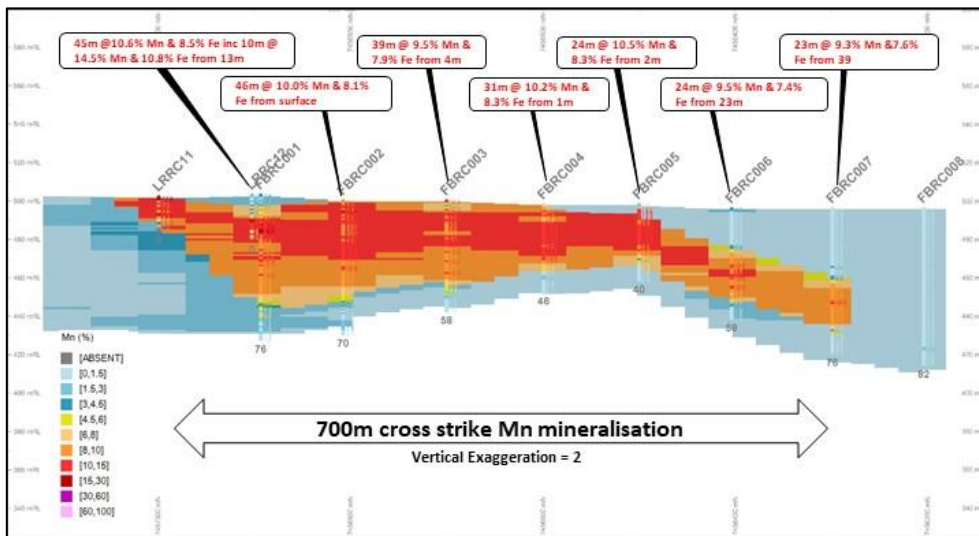 45m @10.6% Mn & 8.5% Fe inc 10m @
14.5% Mn & 10.8% Fe from 13m
46m @ 10.0% Mn & 8.1%
Fe from surface
39m @ 9.5% Mn &
7.9% Fe from 4m
31m @ 10.2% Mn &
8.3% Fe from 1m
24m @ 10.5% Mn &
8.3% Fe from 2m
24m @ 9.5% Mn & 7.4%
Fe from 23m
23m @ 9.3% Mn &7.6%
Fe from 39
LRRC11
LRRC12
FBRC001
FBRC002
FBRC003
FBRC004
FBRC005
FBRC006
FBRC007
FBRC008
76
70
58
46
40
58
76
82
Mn (%)
[ABSENT]
[0,1.5]
[1.5,3]
[3,4.5]
[4.5,6]
[6,8]
[8,10]
[10,15]
[15,30]
[30,60]
[60,100]
700m cross strike Mn mineralisation
Vertical Exaggeration = 2